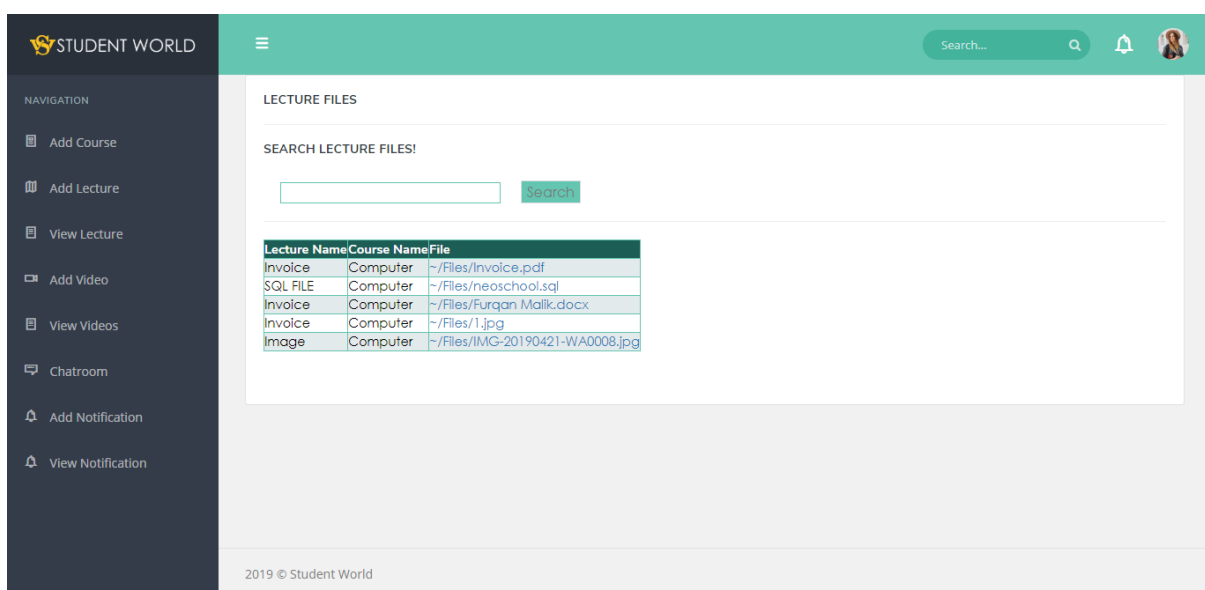 STUDENT WORLD
Search...
NAVIGATION
Add Course
Add Lecture
View Lecture
Add Video
View Videos
Chatroom
Add Notification
View Notification
LECTURE FILES
SEARCH LECTURE FILES!
Search
Lecture Name Course Name File
Invoice Computer ~/Files/Invoice.pdf
SQL FILE Computer ~/Files/neoschool.sql
Invoice Computer ~/Files/Furqan Malik.docx
Invoice Computer ~/Files/1.jpg
Image Computer ~/Files/IMG-20190421-WA0008.jpg
2019 © Student World